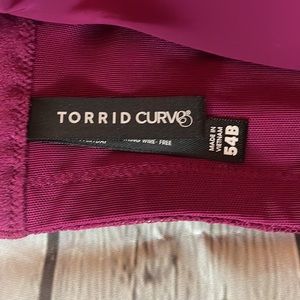 TORRID CURVE
WIRE-FREE
MADE IN
VIETNAM
54B